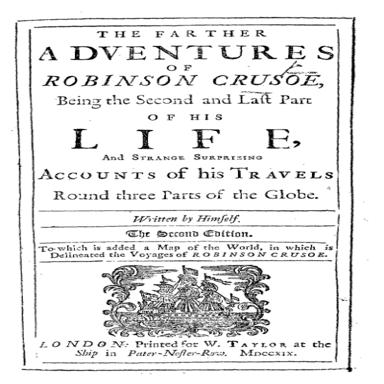 THE FARTHER
ADVENTURES
OF
ROBINSON CRUSOE,
Being the Second and Last Part
OF HIS
LIFE,
And STRANGE SURPRISING
ACCOUNTS of his TRAVELS
Round three Parts of the Globe.
Written by Himself.
The Second Edition.
To which is added a Map of the World, in which is
Delineated the Voyages of ROBINSON CRUSOE.
LONDON: Printed for W. TAYLOR at the
Ship in Pater-Noster-Row. MDCCXIX.